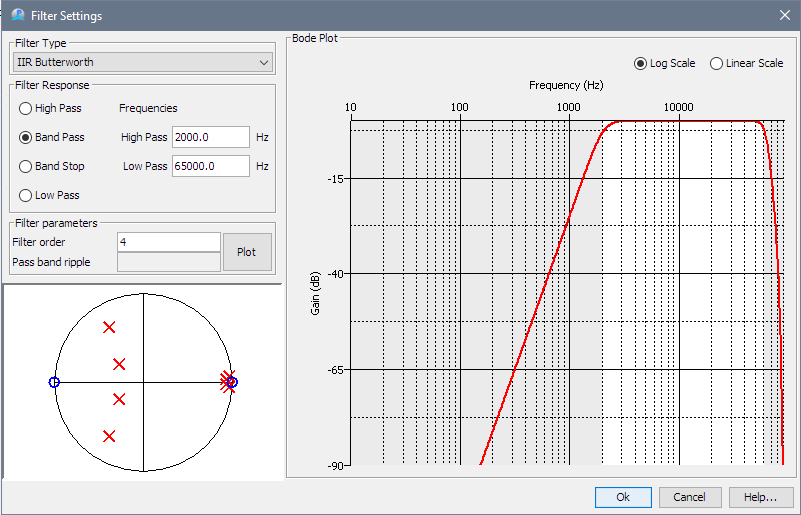 Filter Settings
Filter Type
IIR Butterworth
Filter Response
High Pass
Frequencies
Band Pass
High Pass 2000.0 Hz
Band Stop
Low Pass 65000.0 Hz
Low Pass
Filter parameters
Filter order 4
Pass band ripple
Plot
Bode Plot
Log Scale Linear Scale
Frequency (Hz)
10 100 1000 10000
-15
-40
-65
-90
Gain (dB)
Ok Cancel Help...